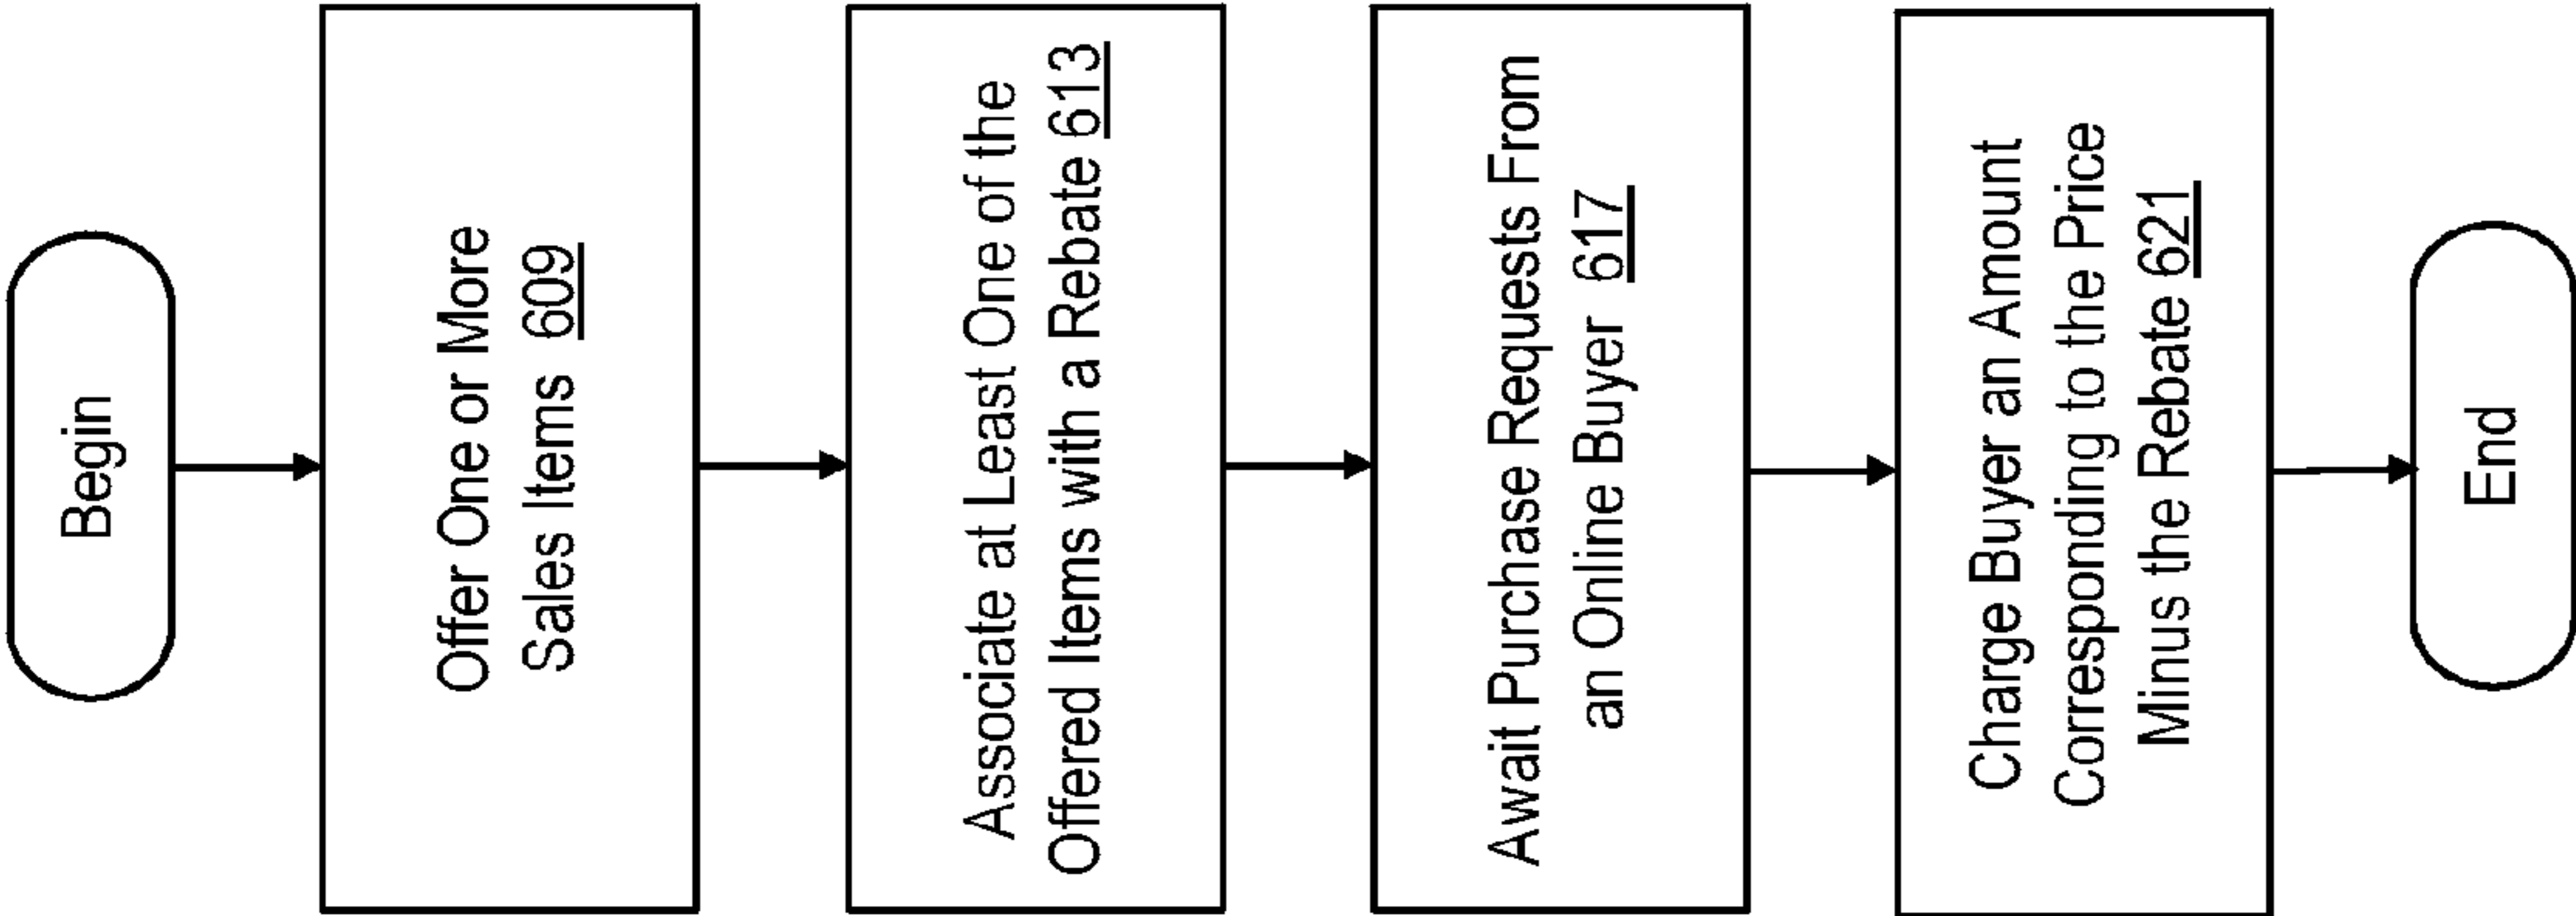 Begin
Offer One or More
Sales Items 609
Associate at Least One of the
Offered Items with a Rebate 613
Await Purchase Requests From
an Online Buyer 617
Charge Buyer an Amount
Corresponding to the Price
Minus the Rebate 621
End